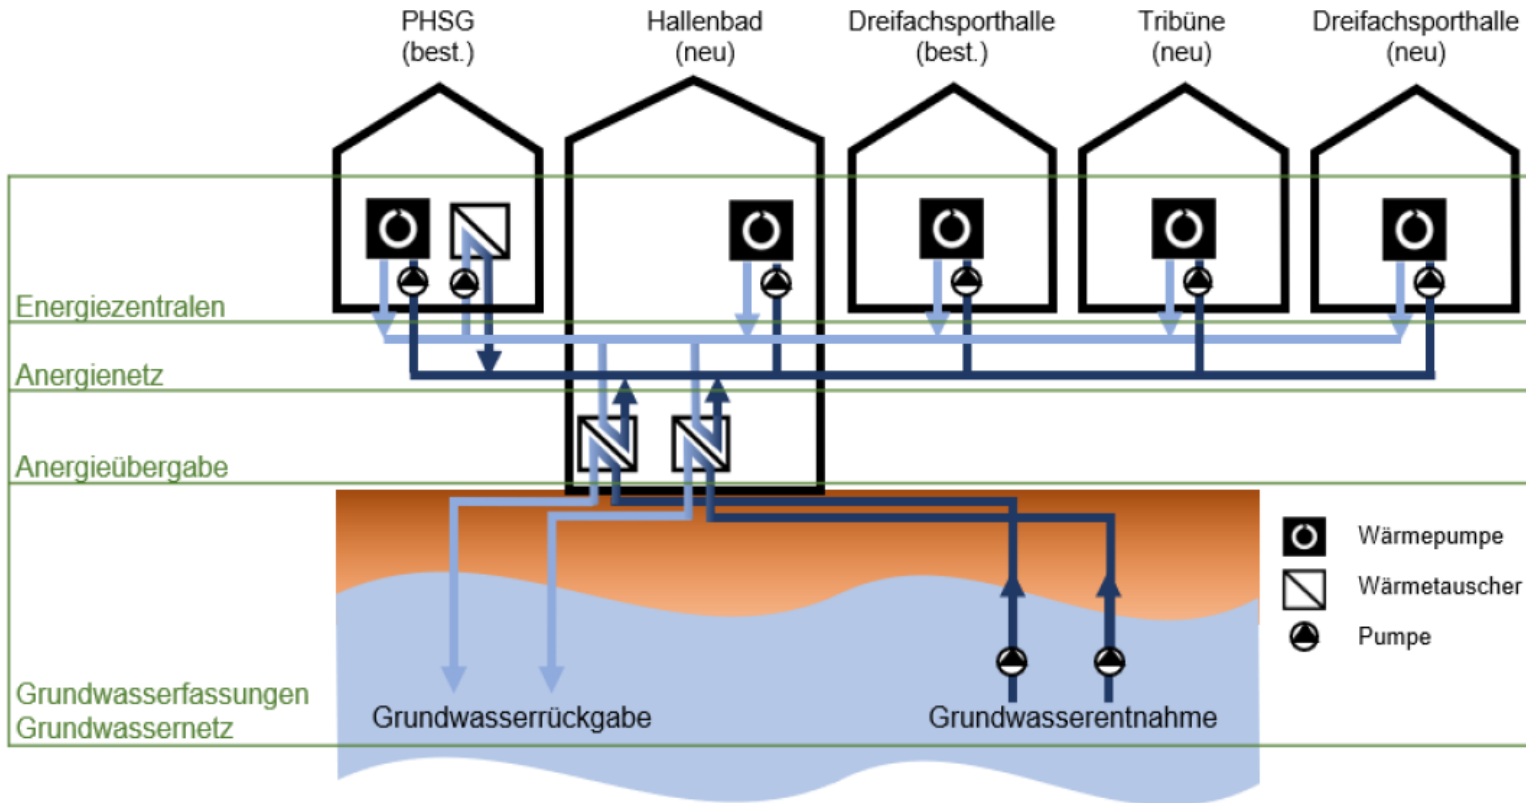 PHSG
(best.)
Hallenbad
(neu)
Dreifachsporthalle
(best.)
Tribüne
(neu)
Dreifachsporthalle
(neu)
Energiezentralen
Anergienetz
Anergieübergabe
Wärmepumpe
Wärmetauscher
Pumpe
Grundwasserfassungen
Grundwassernetz
Grundwasserrückgabe
Grundwasserentnahme